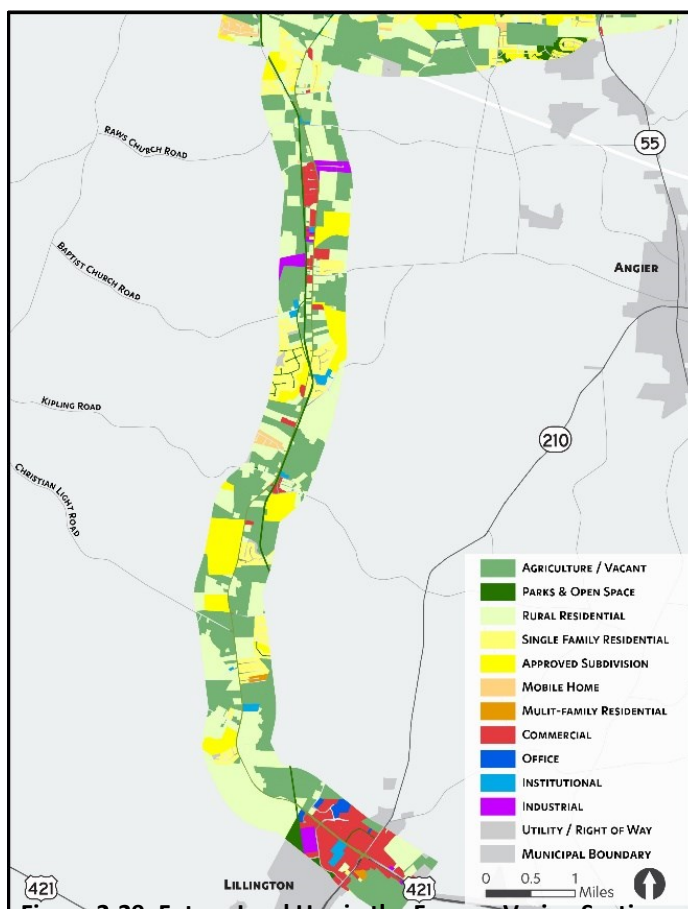 RAWS CHURCH ROAD
55
ANGIER
BAPTIST CHURCH ROAD
KIPLING ROAD
210
CHRISTIAN LIGHT ROAD
AGRICULTURE / VACANT
PARKS & OPEN SPACE
RURAL RESIDENTIAL
SINGLE FAMILY RESIDENTIAL
APPROVED SUBDIVISION
MOBILE HOME
MULIT-FAMILY RESIDENTIAL
COMMERCIAL
OFFICE
INSTITUTIONAL
INDUSTRIAL
UTILITY / RIGHT OF WAY
MUNICIPAL BOUNDARY
0 0.5 1
Miles
LILLINGTON
421
421